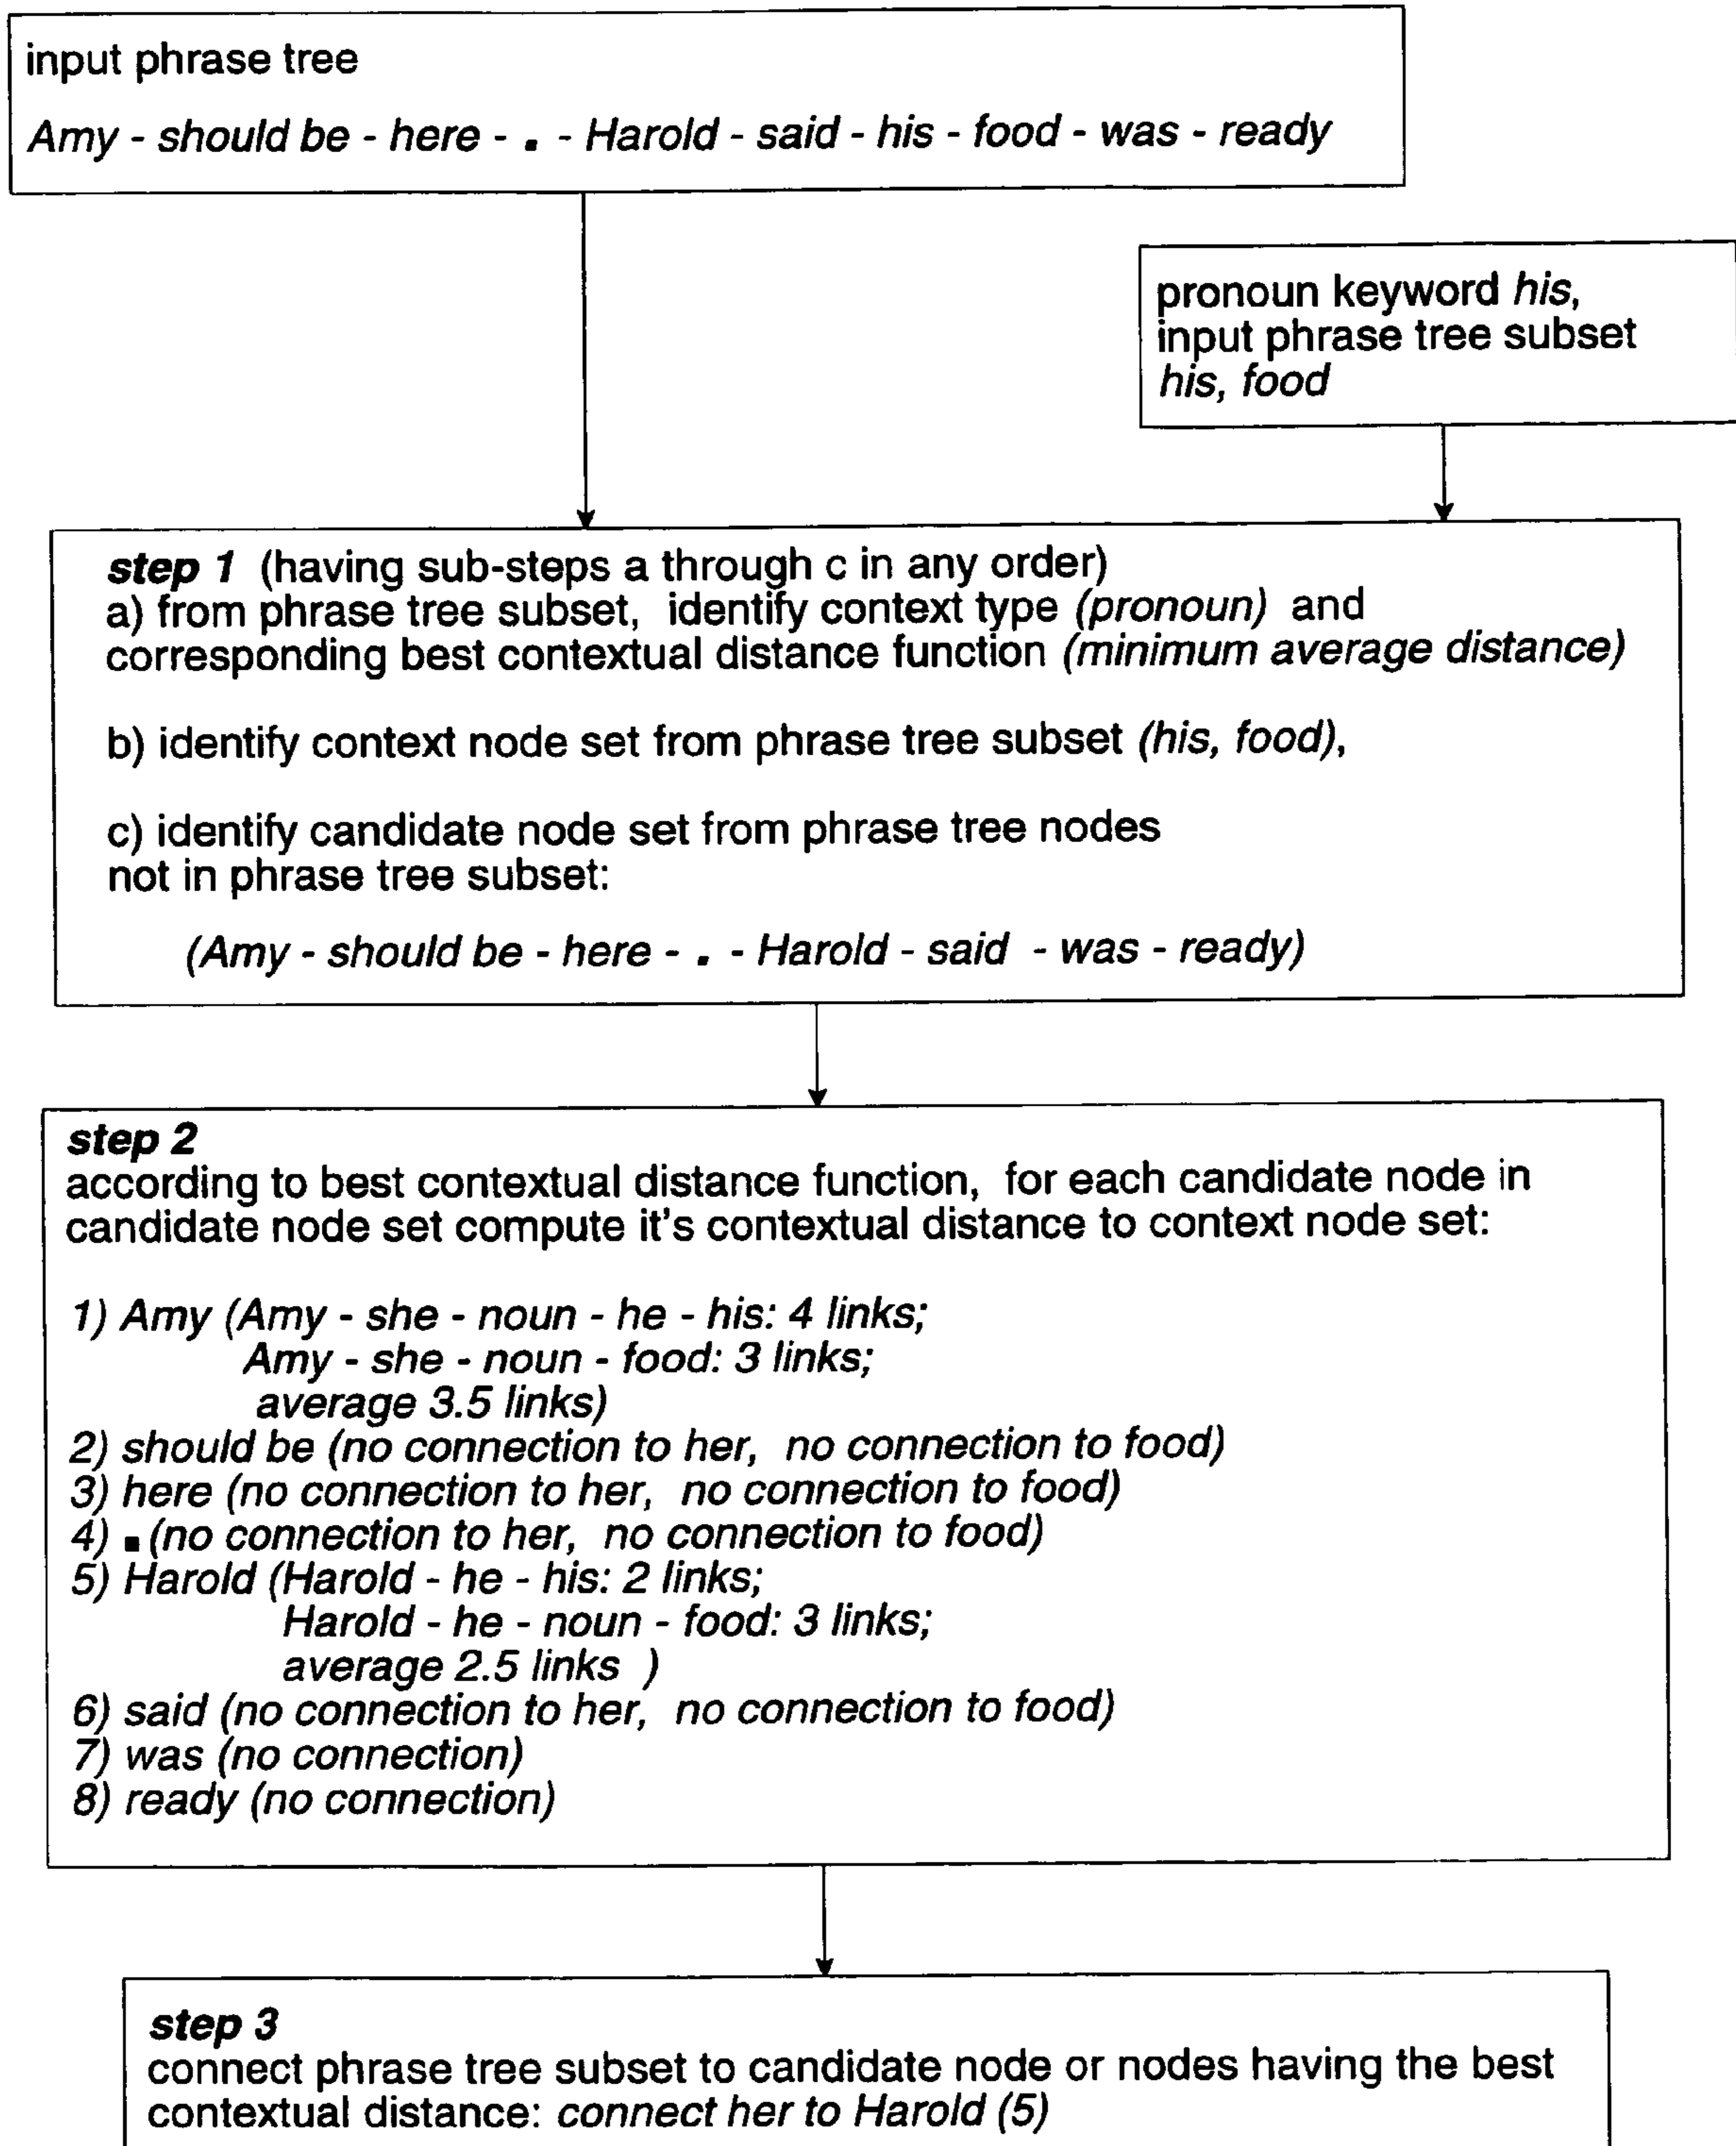 input phrase tree
Amy - should be - here - . - Harold - said - his - food - was - ready
pronoun keyword his,
input phrase tree subset
his, food
step 1 (having sub-steps a through c in any order)
a) from phrase tree subset, identify context type (pronoun) and
corresponding best contextual distance function (minimum average distance)
b) identify context node set from phrase tree subset (his, food),
c) identify candidate node set from phrase tree nodes
not in phrase tree subset:
(Amy - should be - here - . - Harold - said - was - ready)
step 2
according to best contextual distance function, for each candidate node in
candidate node set compute it's contextual distance to context node set:
1) Amy (Amy - she - noun - he - his: 4 links;
Amy - she - noun - food: 3 links;
average 3.5 links)
2) should be (no connection to her, no connection to food)
3) here (no connection to her, no connection to food)
4) . (no connection to her, no connection to food)
5) Harold (Harold - he - his: 2 links;
Harold - he - noun - food: 3 links;
average 2.5 links )
6) said (no connection to her, no connection to food)
7) was (no connection)
8) ready (no connection)
step 3
connect phrase tree subset to candidate node or nodes having the best
contextual distance: connect her to Harold (5)